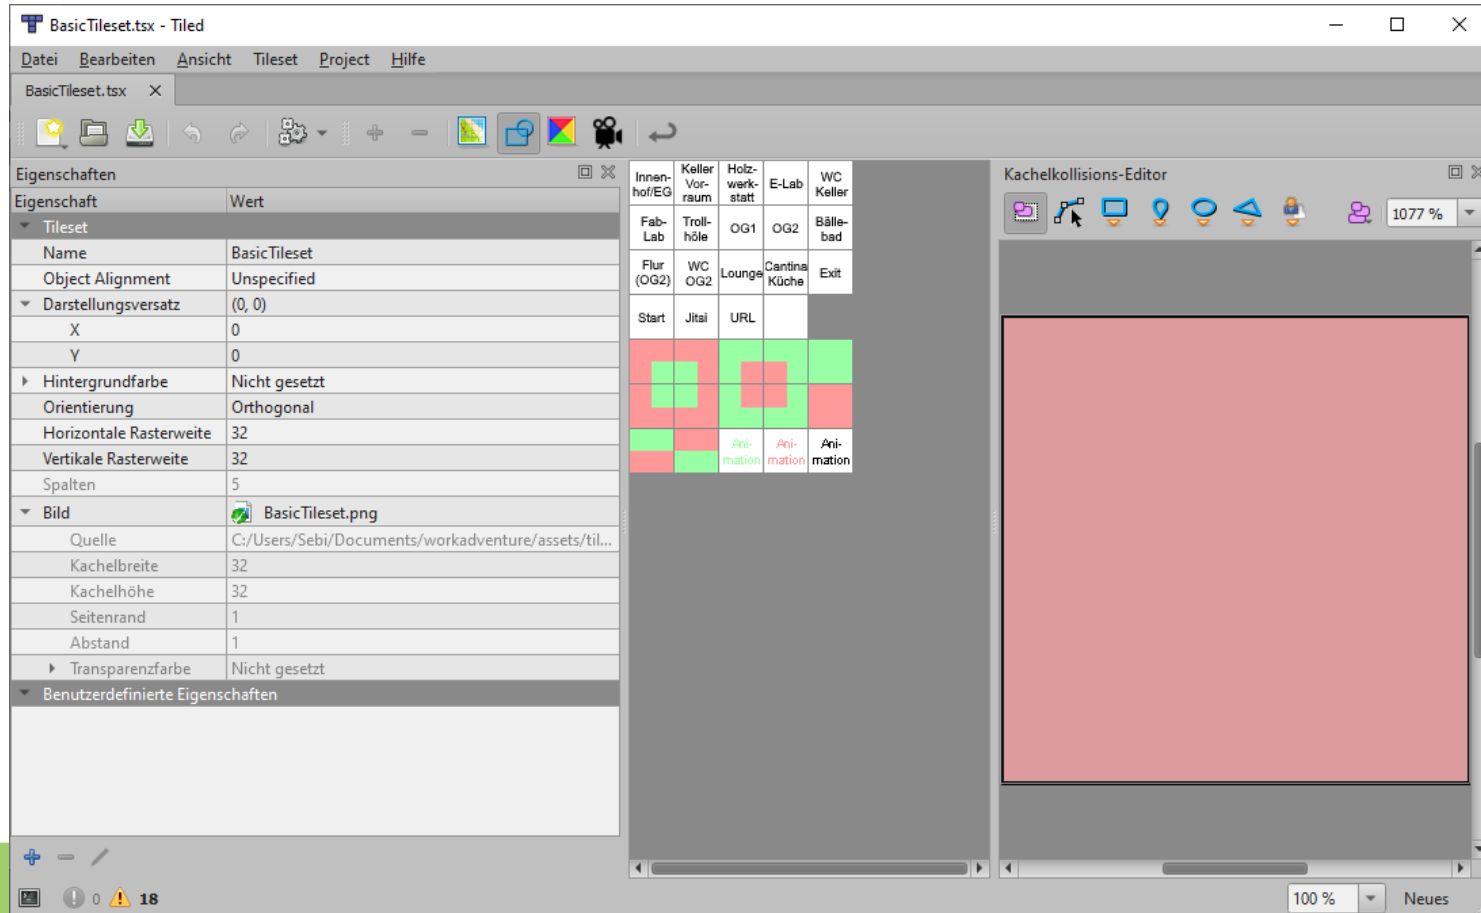 BasicTileset.tsx - Tiled
Datei Bearbeiten Ansicht Tileset Project Hilfe
BasicTileset.tsx
Eigenschaften
Eigenschaft Wert
Tileset
Name BasicTileset
Object Alignment Unspecified
Darstellungsversatz (0, 0)
X 0
Y 0
Hintergrundfarbe Nicht gesetzt
Orientierung Orthogonal
Horizontale Rasterweite 32
Vertikale Rasterweite 32
Spalten 5
Bild BasicTileset.png
Quelle C:/Users/Sebi/Documents/workadventure/assets/til...
Kachelbreite 32
Kachelhöhe 32
Seitenrand 1
Abstand 1
Transparenzfarbe Nicht gesetzt
Benutzerdefinierte Eigenschaften
Innen-
hof/EG
Keller
Vor-
raum
Holz-
werk-
statt
E-Lab
WC
Keller
Fab-
Lab
Troll-
höle
OG1
OG2
Bälle-
bad
Flur
(OG2)
WC
OG2
Lounge
Cantina
Küche
Exit
Start
Jitsi
URL
Ani-
mation
Ani-
mation
Ani-
mation
Kachelkollisions-Editor
1077 %
0 18
100 % Neues